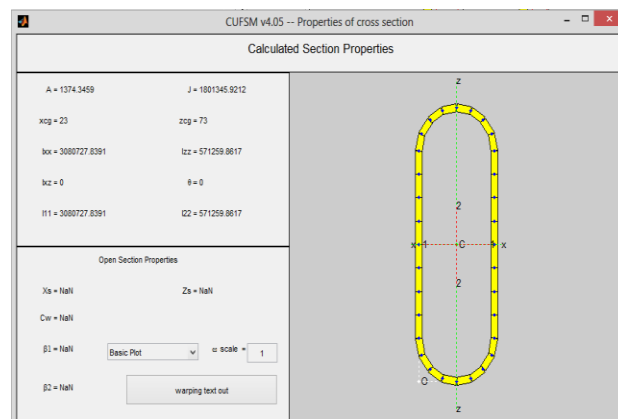 CUFSM v4.05 -- Properties of cross section
Calculated Section Properties
A = 1374.3459 J = 1801345.9212
xcg = 23 zcg = 73
Ixx = 3080727.8391 Izz = 571259.8617
Ixz = 0 θ = 0
I11 = 3080727.8391 I22 = 571259.8617
Open Section Properties
Xs = NaN Zs = NaN
Cw = NaN
β1 = NaN Basic Plot ω scale = 1
β2 = NaN warping text out
z
2
x 1 C 1 x
2
O
z